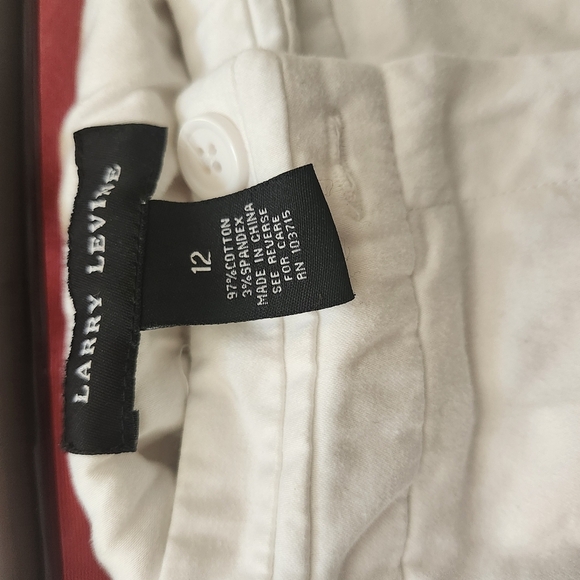 LARRY LEVINE
12
97%COTTON
3%SPANDEX
MADE IN CHINA
SEE REVERSE
FOR CARE
RN 103715